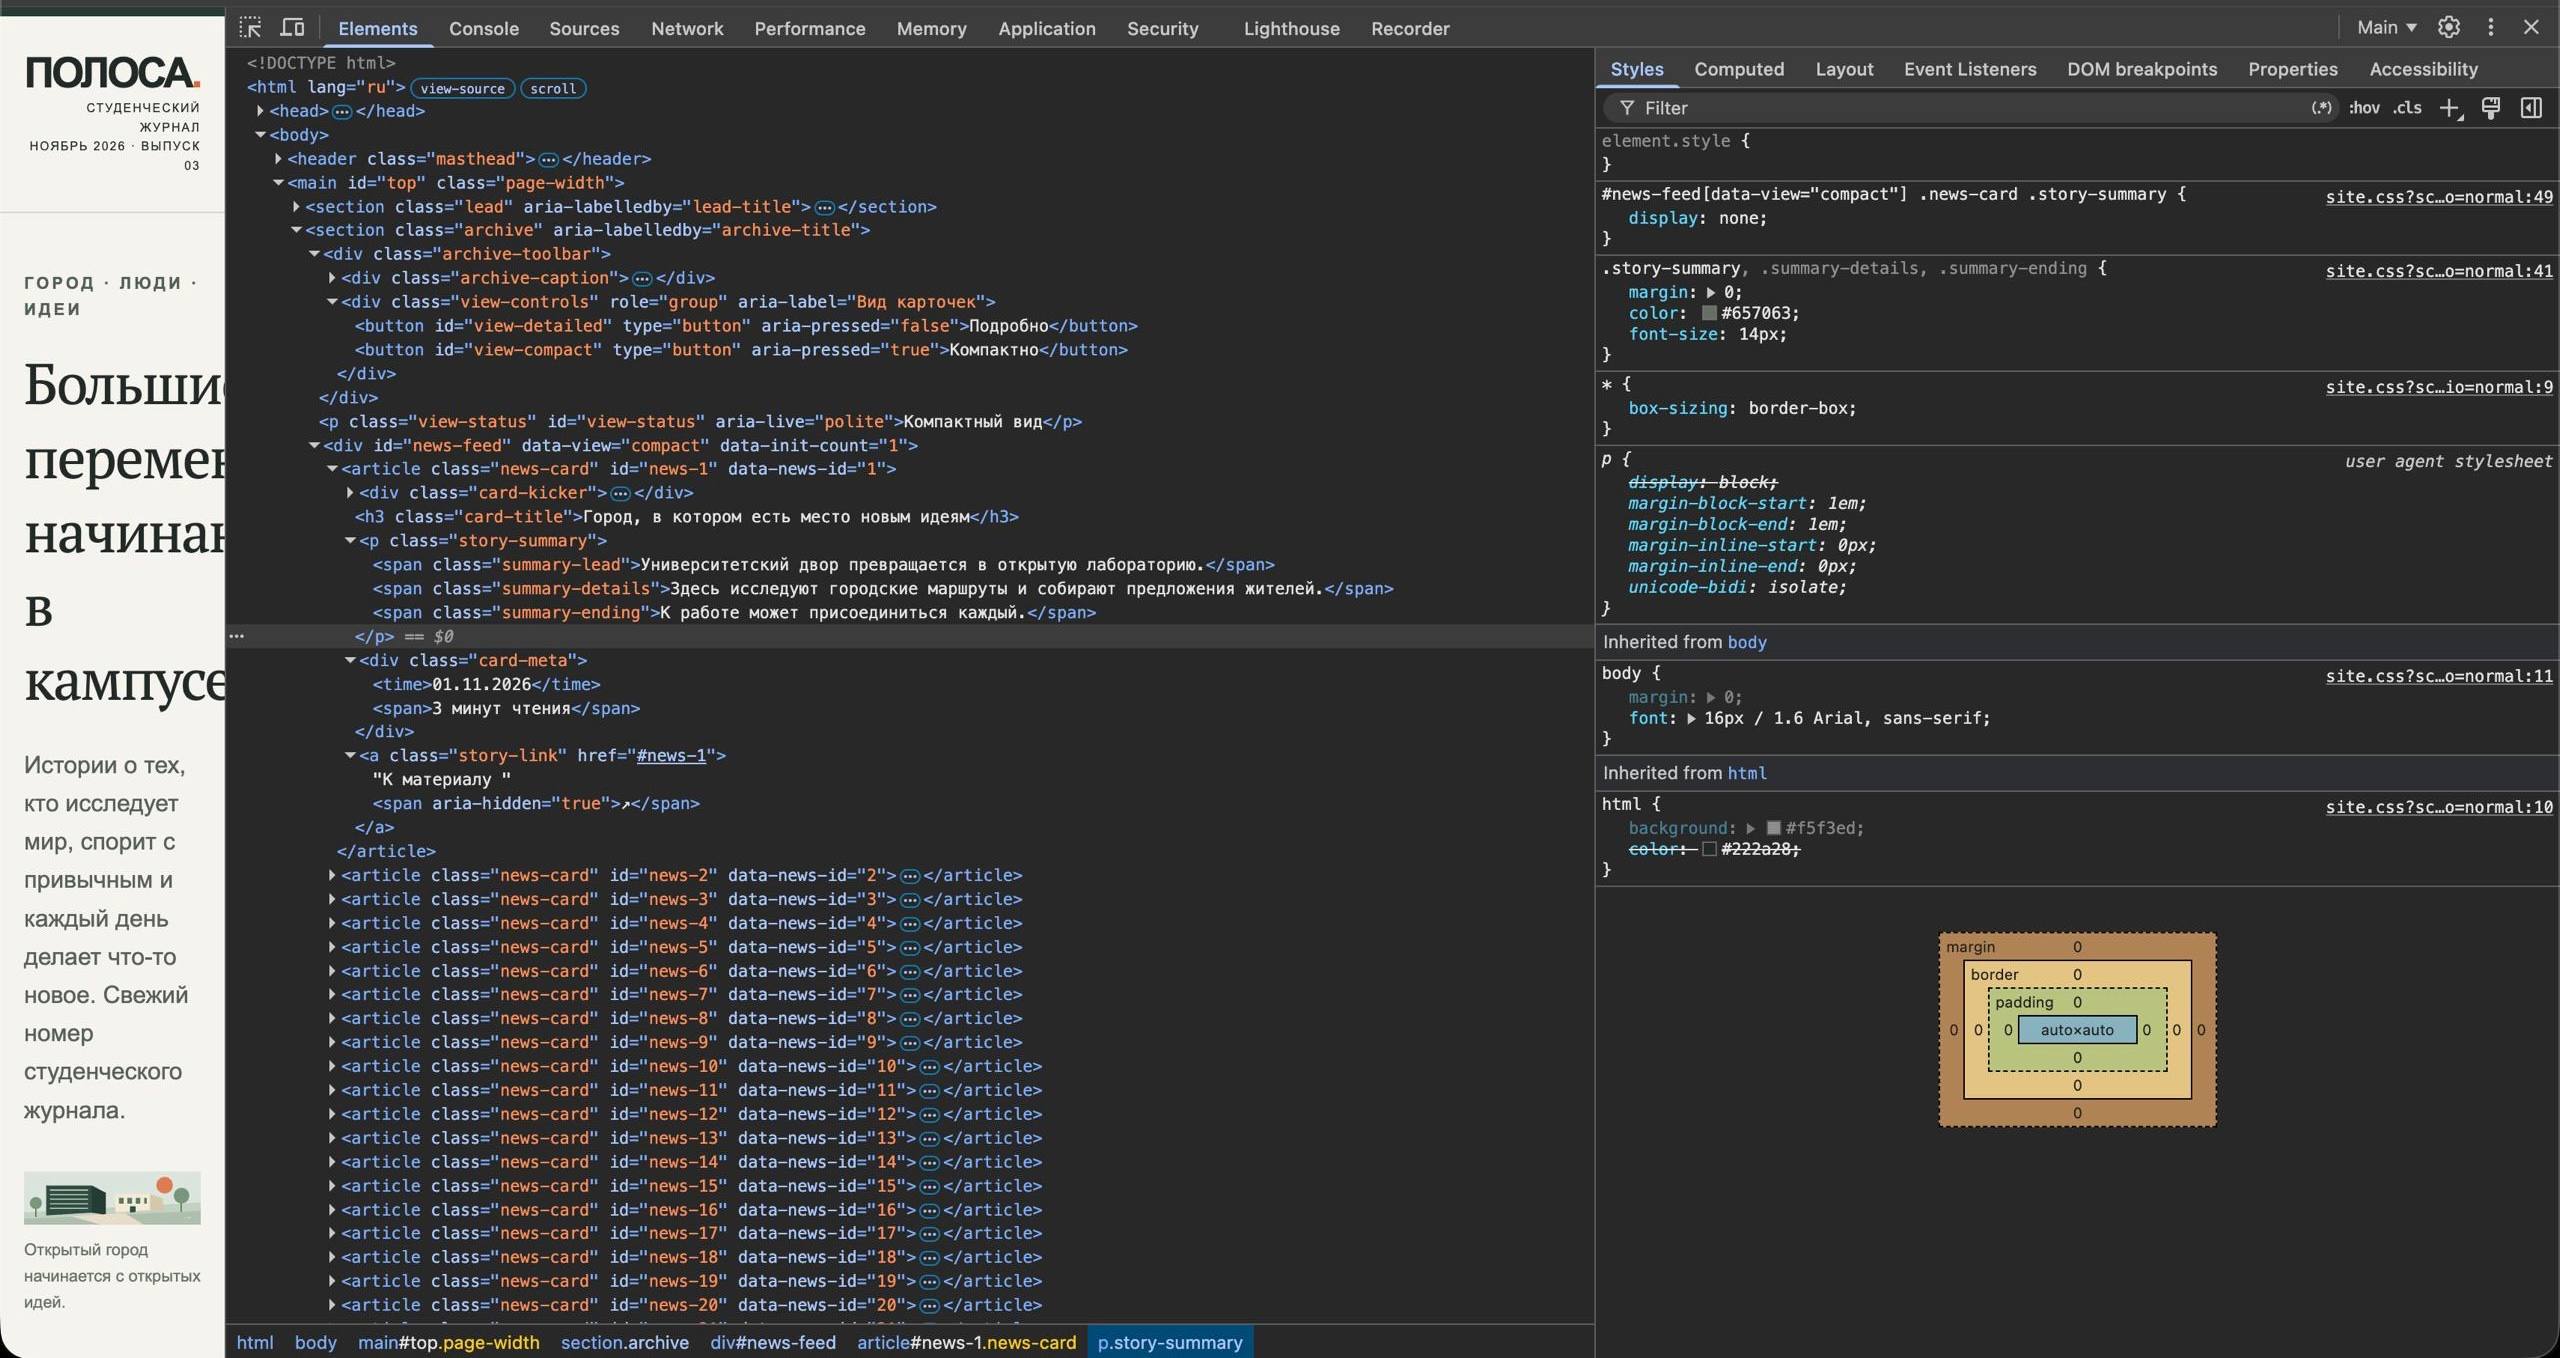 ПОЛОСА.
СТУДЕНЧЕСКИЙ
ЖУРНАЛ
НОЯБРЬ 2026 · ВЫПУСК
03
ГОРОД · ЛЮДИ ·
ИДЕИ
Большие
перемен
начинаю
в
кампусе
Истории о тех,
кто исследует
мир, спорит с
привычным и
каждый день
делает что-то
новое. Свежий
номер
студенческого
журнала.
Открытый город
начинается с открытых
идей.
Elements Console Sources Network Performance Memory Application Security Lighthouse Recorder Main
<!DOCTYPE html>
<html lang="ru"> view-source scroll
<head> ••• </head>
<body>
<header class="masthead"> ••• </header>
<main id="top" class="page-width">
<section class="lead" aria-labelledby="lead-title"> ••• </section>
<section class="archive" aria-labelledby="archive-title">
<div class="archive-toolbar">
<div class="archive-caption"> ••• </div>
<div class="view-controls" role="group" aria-label="Вид карточек">
<button id="view-detailed" type="button" aria-pressed="false">Подробно</button>
<button id="view-compact" type="button" aria-pressed="true">Компактно</button>
</div>
</div>
<p class="view-status" id="view-status" aria-live="polite">Компактный вид</p>
<div id="news-feed" data-view="compact" data-init-count="1">
<article class="news-card" id="news-1" data-news-id="1">
<div class="card-kicker"> ••• </div>
<h3 class="card-title">Город, в котором есть место новым идеям</h3>
<p class="story-summary">
<span class="summary-lead">Университетский двор превращается в открытую лабораторию.</span>
<span class="summary-details">Здесь исследуют городские маршруты и собирают предложения жителей.</span>
<span class="summary-ending">К работе может присоединиться каждый.</span>
••• </p> == $0
<div class="card-meta">
<time>01.11.2026</time>
<span>3 минут чтения</span>
</div>
<a class="story-link" href="#news-1">
"К материалу "
<span aria-hidden="true">↗</span>
</a>
</article>
<article class="news-card" id="news-2" data-news-id="2"> ••• </article>
<article class="news-card" id="news-3" data-news-id="3"> ••• </article>
<article class="news-card" id="news-4" data-news-id="4"> ••• </article>
<article class="news-card" id="news-5" data-news-id="5"> ••• </article>
<article class="news-card" id="news-6" data-news-id="6"> ••• </article>
<article class="news-card" id="news-7" data-news-id="7"> ••• </article>
<article class="news-card" id="news-8" data-news-id="8"> ••• </article>
<article class="news-card" id="news-9" data-news-id="9"> ••• </article>
<article class="news-card" id="news-10" data-news-id="10"> ••• </article>
<article class="news-card" id="news-11" data-news-id="11"> ••• </article>
<article class="news-card" id="news-12" data-news-id="12"> ••• </article>
<article class="news-card" id="news-13" data-news-id="13"> ••• </article>
<article class="news-card" id="news-14" data-news-id="14"> ••• </article>
<article class="news-card" id="news-15" data-news-id="15"> ••• </article>
<article class="news-card" id="news-16" data-news-id="16"> ••• </article>
<article class="news-card" id="news-17" data-news-id="17"> ••• </article>
<article class="news-card" id="news-18" data-news-id="18"> ••• </article>
<article class="news-card" id="news-19" data-news-id="19"> ••• </article>
<article class="news-card" id="news-20" data-news-id="20"> ••• </article>
html body main#top.page-width section.archive div#news-feed article#news-1.news-card p.story-summary
Styles Computed Layout Event Listeners DOM breakpoints Properties Accessibility
Filter (.*) :hov .cls
element.style {
}
#news-feed[data-view="compact"] .news-card .story-summary { site.css?sc…o=normal:49
display: none;
}
.story-summary, .summary-details, .summary-ending { site.css?sc…o=normal:41
margin: 0;
color: #657063;
font-size: 14px;
}
* { site.css?sc…io=normal:9
box-sizing: border-box;
}
p { user agent stylesheet
display: block;
margin-block-start: 1em;
margin-block-end: 1em;
margin-inline-start: 0px;
margin-inline-end: 0px;
unicode-bidi: isolate;
}
Inherited from body
body { site.css?sc…o=normal:11
margin: 0;
font: 16px / 1.6 Arial, sans-serif;
}
Inherited from html
html { site.css?sc…o=normal:10
background: #f5f3ed;
color: #222a28;
}
margin 0
border 0
padding 0
0 0 0 auto×auto 0 0 0
0
0
0